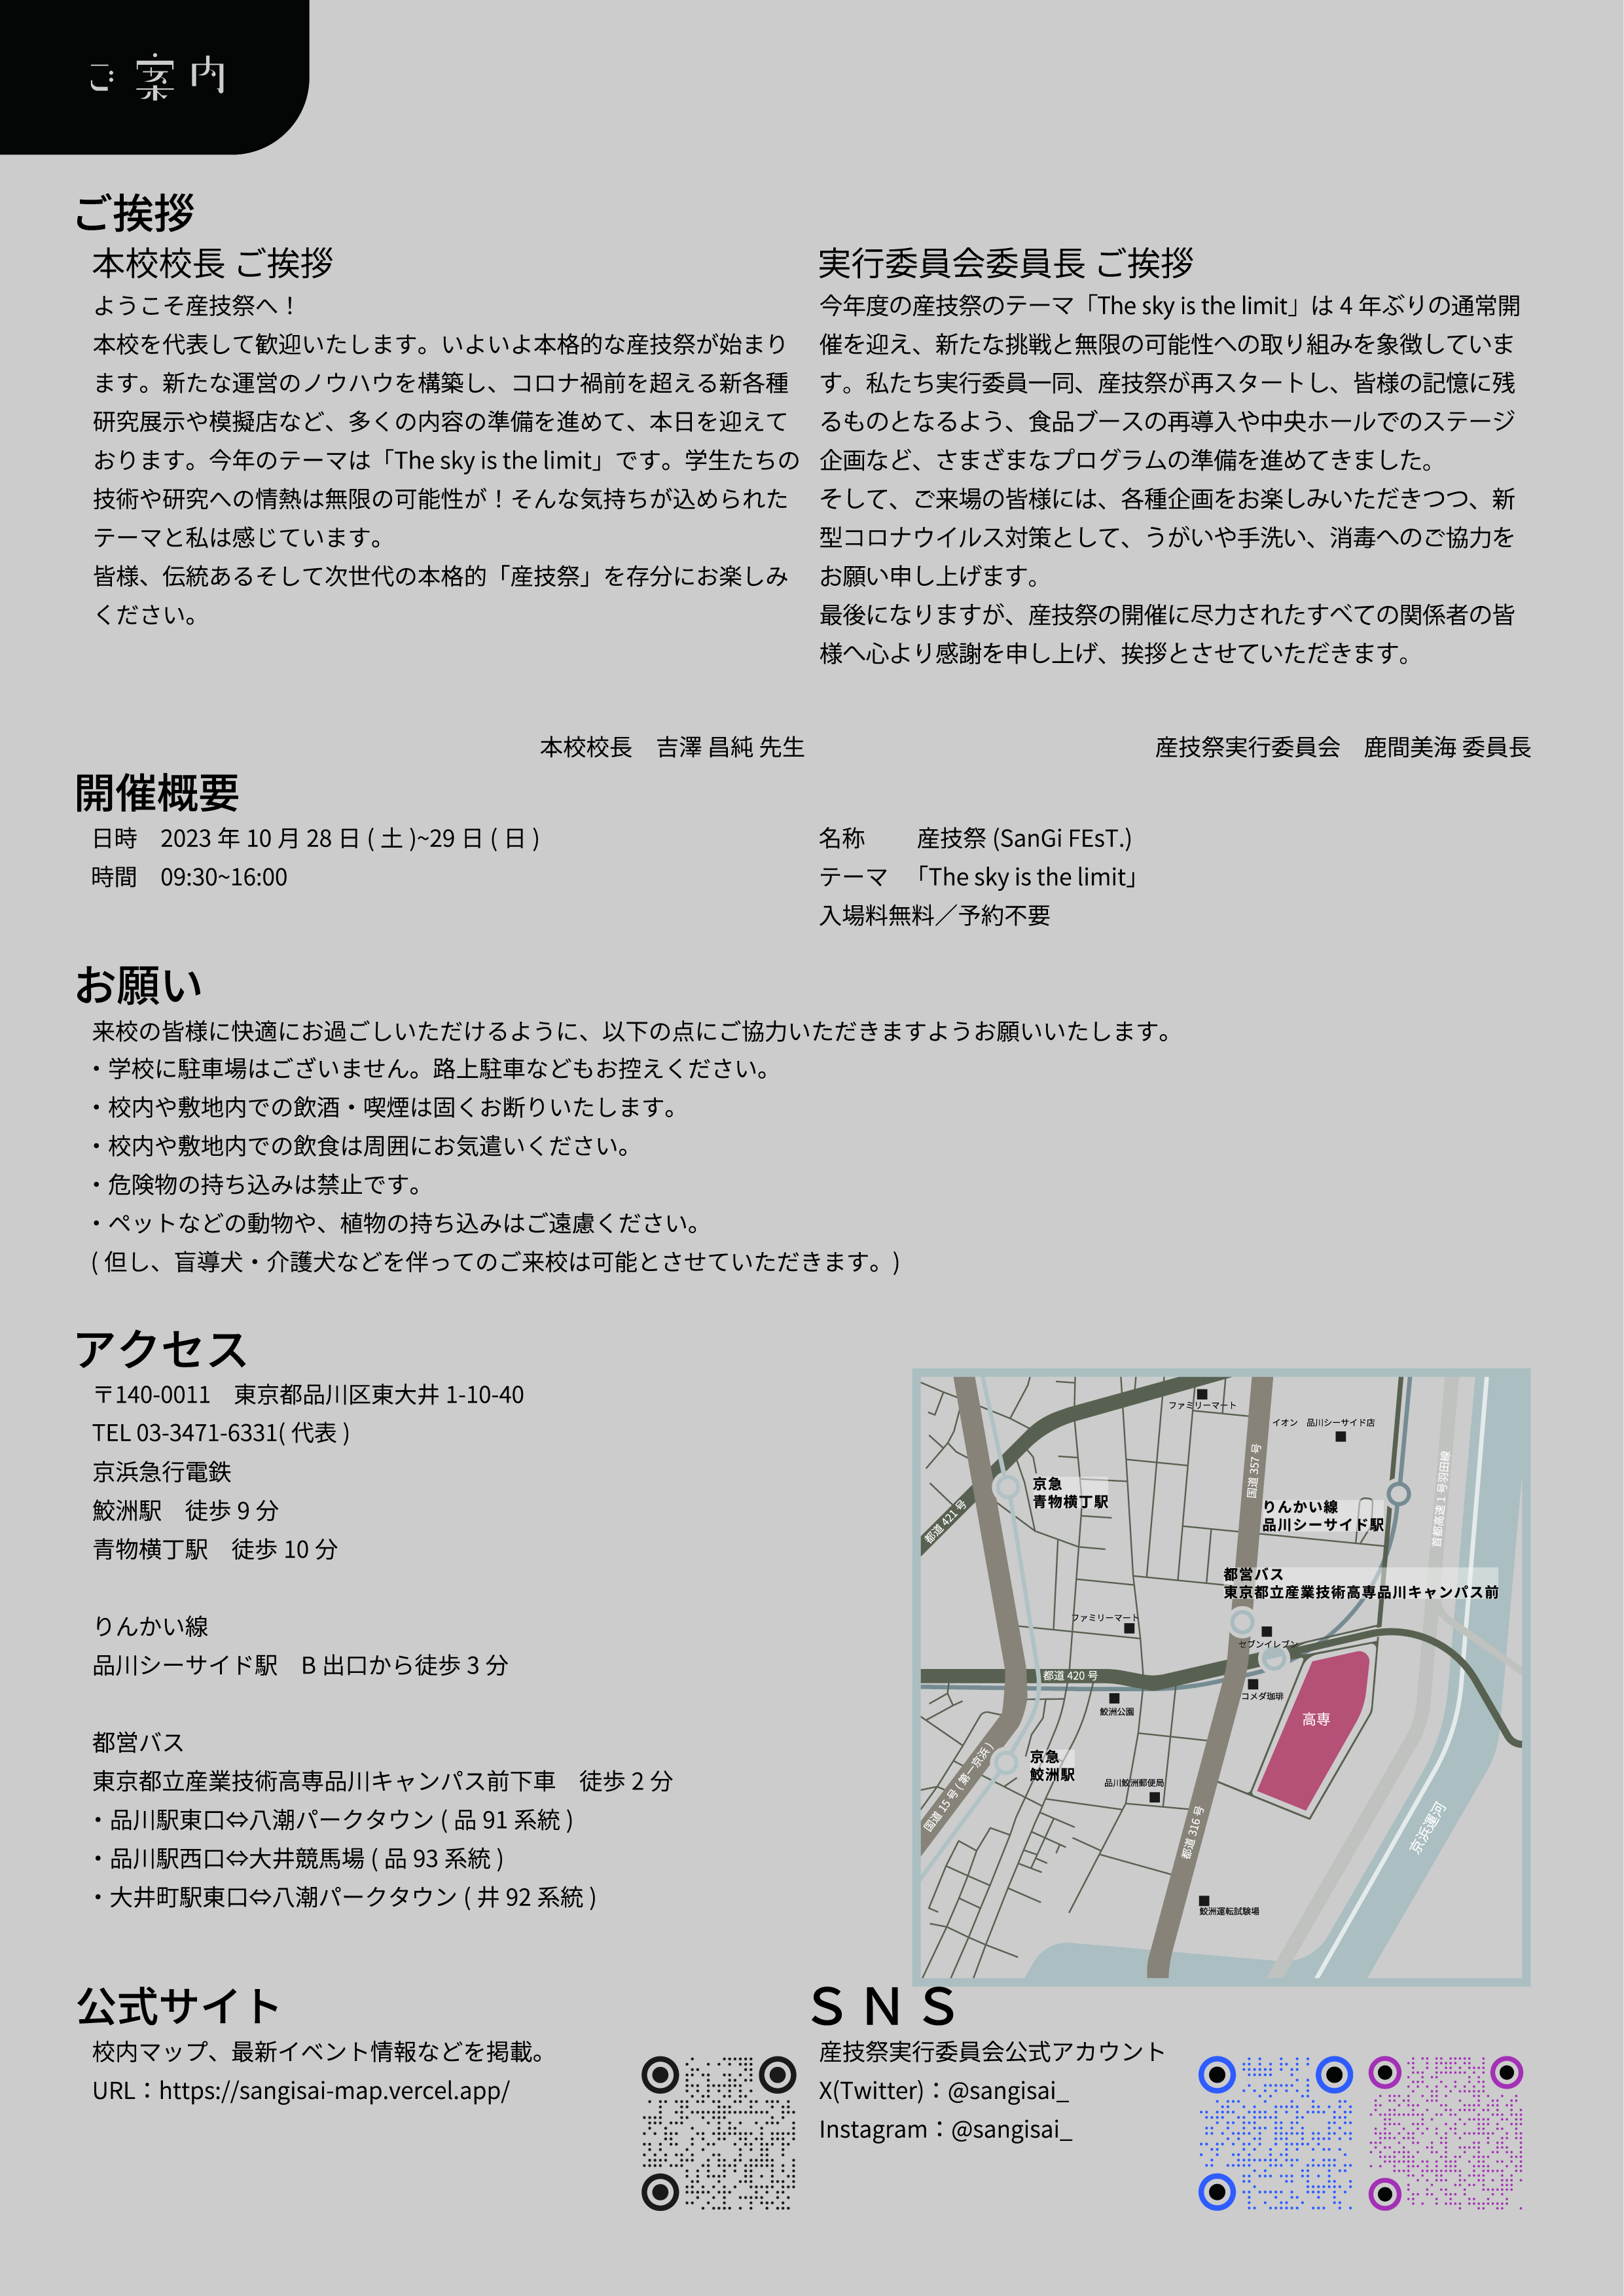 ご案内
ご挨拶
本校校長 ご挨拶
ようこそ産技祭へ！
本校を代表して歓迎いたします。いよいよ本格的な産技祭が始まり
ます。新たな運営のノウハウを構築し、コロナ禍前を超える新各種
研究展示や模擬店など、多くの内容の準備を進めて、本日を迎えて
おります。今年のテーマは「The sky is the limit」です。学生たちの
技術や研究への情熱は無限の可能性が！そんな気持ちが込められた
テーマと私は感じています。
皆様、伝統あるそして次世代の本格的「産技祭」を存分にお楽しみ
ください。
本校校長　吉澤 昌純 先生
実行委員会委員長 ご挨拶
今年度の産技祭のテーマ「The sky is the limit」は 4 年ぶりの通常開
催を迎え、新たな挑戦と無限の可能性への取り組みを象徴していま
す。私たち実行委員一同、産技祭が再スタートし、皆様の記憶に残
るものとなるよう、食品ブースの再導入や中央ホールでのステージ
企画など、さまざまなプログラムの準備を進めてきました。
そして、ご来場の皆様には、各種企画をお楽しみいただきつつ、新
型コロナウイルス対策として、うがいや手洗い、消毒へのご協力を
お願い申し上げます。
最後になりますが、産技祭の開催に尽力されたすべての関係者の皆
様へ心より感謝を申し上げ、挨拶とさせていただきます。
産技祭実行委員会　鹿間美海 委員長
開催概要
日時　2023 年 10 月 28 日 ( 土 )~29 日 ( 日 )
時間　09:30~16:00
名称　　産技祭 (SanGi FEsT.)
テーマ　「The sky is the limit」
入場料無料／予約不要
お願い
来校の皆様に快適にお過ごしいただけるように、以下の点にご協力いただきますようお願いいたします。
・学校に駐車場はございません。路上駐車などもお控えください。
・校内や敷地内での飲酒・喫煙は固くお断りいたします。
・校内や敷地内での飲食は周囲にお気遣いください。
・危険物の持ち込みは禁止です。
・ペットなどの動物や、植物の持ち込みはご遠慮ください。
( 但し、盲導犬・介護犬などを伴ってのご来校は可能とさせていただきます。)
アクセス
〒140-0011　東京都品川区東大井 1-10-40
TEL 03-3471-6331( 代表 )
京浜急行電鉄
鮫洲駅　徒歩 9 分
青物横丁駅　徒歩 10 分
りんかい線
品川シーサイド駅　B 出口から徒歩 3 分
都営バス
東京都立産業技術高専品川キャンパス前下車　徒歩 2 分
・品川駅東口⇔八潮パークタウン ( 品 91 系統 )
・品川駅西口⇔大井競馬場 ( 品 93 系統 )
・大井町駅東口⇔八潮パークタウン ( 井 92 系統 )
ファミリーマート
イオン　品川シーサイド店
国道 357 号
首都高速 1 号羽田線
京急
青物横丁駅
りんかい線
品川シーサイド駅
都道 421 号
都営バス
東京都立産業技術高専品川キャンパス前
ファミリーマート
セブンイレブン
都道 420 号
コメダ珈琲
鮫洲公園
高専
京急
鮫洲駅
国道 15 号 ( 第一京浜 )
品川鮫洲郵便局
都道 316 号
京浜運河
鮫洲運転試験場
公式サイト
校内マップ、最新イベント情報などを掲載。
URL：https://sangisai-map.vercel.app/
ＳＮＳ
産技祭実行委員会公式アカウント
X(Twitter)：@sangisai_
Instagram：@sangisai_